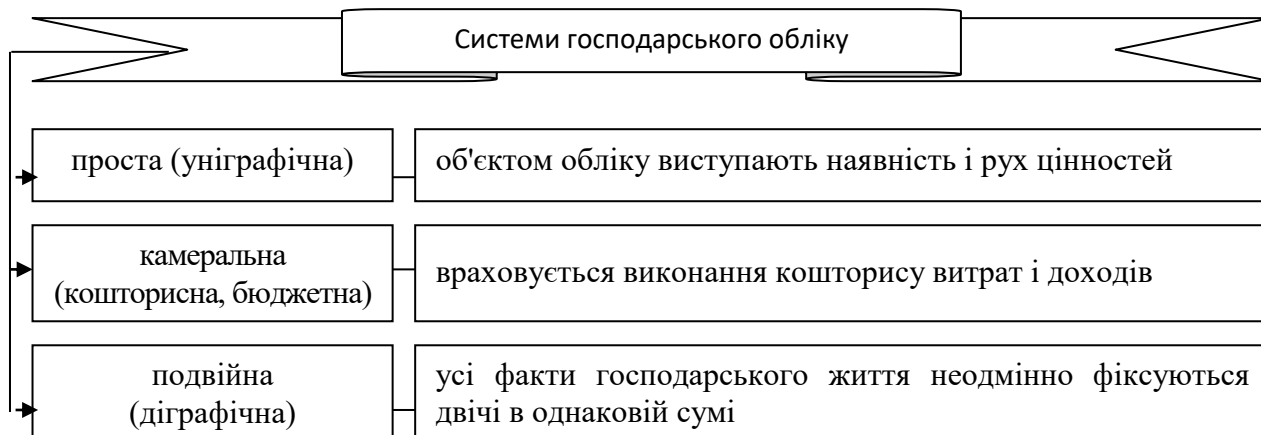 Системи господарського обліку
проста (уніграфічна)
об'єктом обліку виступають наявність і рух цінностей
камеральна
(кошторисна, бюджетна)
враховується виконання кошторису витрат і доходів
подвійна
(діграфічна)
усі факти господарського життя неодмінно фіксуються
двічі в однаковій сумі